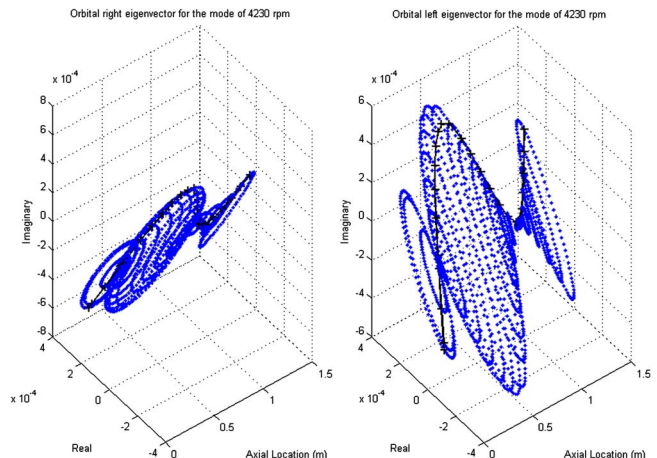 Orbital right eigenvector for the mode of 4230 rpm
x 10⁻⁴
8
6
4
2
0
-2
-4
-6
-8
Imaginary
4
2
0
-2
-4
x 10⁻⁴
Real
0
0.5
1
1.5
Axial Location (m)
Orbital left eigenvector for the mode of 4230 rpm
x 10⁻⁴
6
4
2
0
-2
-4
-6
Imaginary
4
2
0
-2
-4
x 10⁻⁴
Real
0
0.5
1
1.5
Axial Location (m)